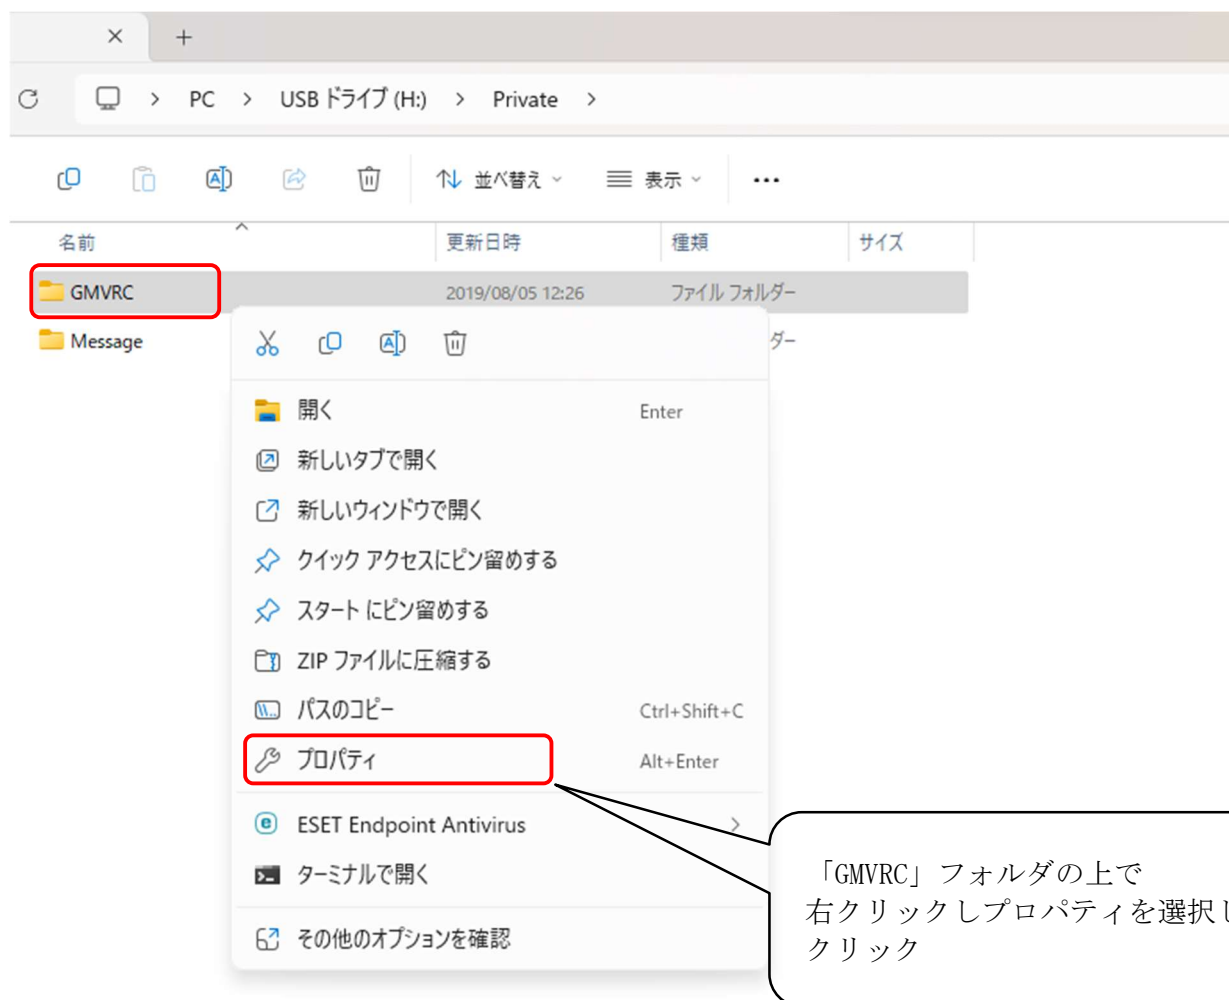 PC > USB ドライブ (H:) > Private >
並べ替え 表示 ...
名前 更新日時 種類 サイズ
GMVRC 2019/08/05 12:26 ファイル フォルダー
Message ダー
開く Enter
新しいタブで開く
新しいウィンドウで開く
クイック アクセスにピン留めする
スタート にピン留めする
ZIP ファイルに圧縮する
パスのコピー Ctrl+Shift+C
プロパティ Alt+Enter
ESET Endpoint Antivirus >
ターミナルで開く
その他のオプションを確認
「GMVRC」フォルダの上で
右クリックしプロパティを選択し
クリック